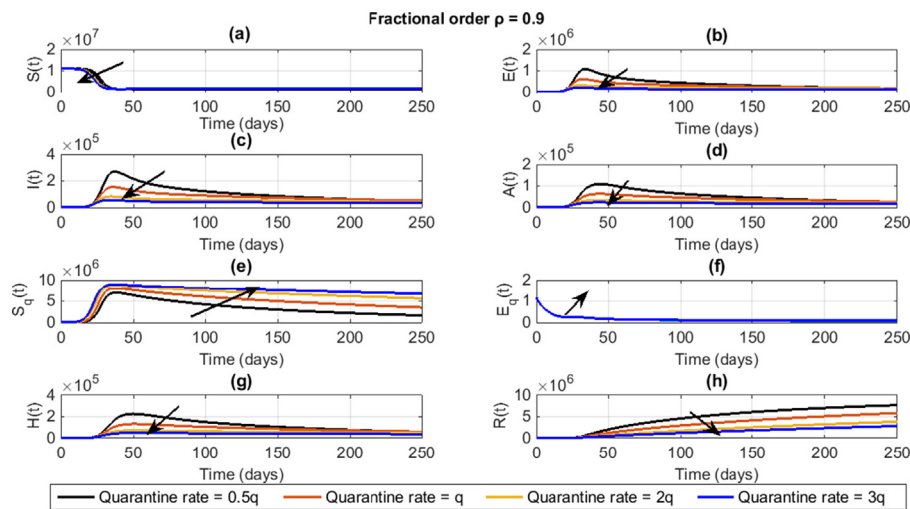 Fractional order ρ = 0.9
(a)
×10⁷
S(t)
2
1
0
0 50 100 150 200 250
Time (days)
(b)
×10⁶
E(t)
2
1
0
0 50 100 150 200 250
Time (days)
(c)
×10⁵
I(t)
4
2
0
0 50 100 150 200 250
Time (days)
(d)
×10⁵
A(t)
2
1
0
0 50 100 150 200 250
Time (days)
(e)
×10⁶
S_q(t)
10
5
0
0 50 100 150 200 250
Time (days)
(f)
E_q(t)
2
1
0
0 50 100 150 200 250
Time (days)
(g)
×10⁵
H(t)
4
2
0
0 50 100 150 200 250
Time (days)
(h)
×10⁶
R(t)
10
5
0
0 50 100 150 200 250
Time (days)
Quarantine rate = 0.5q Quarantine rate = q Quarantine rate = 2q Quarantine rate = 3q